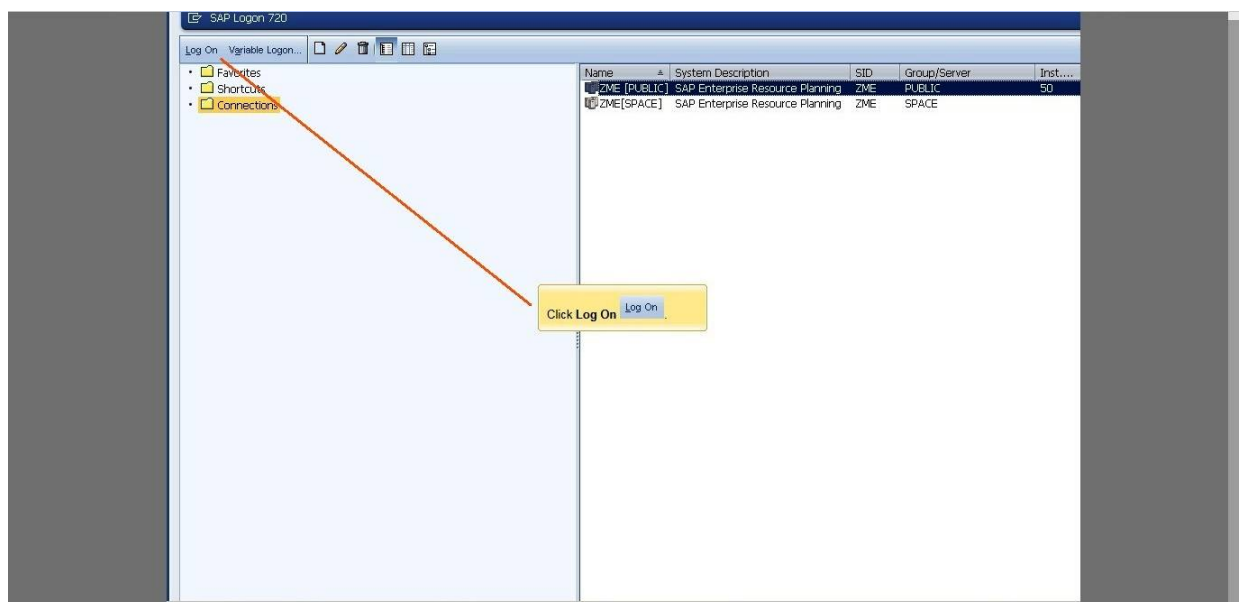 SAP Logon 720
Log On Variable Logon...
Favorites
Shortcuts
Connections
Name System Description SID Group/Server Inst....
ZME [PUBLIC] SAP Enterprise Resource Planning ZME PUBLIC 50
ZME[SPACE] SAP Enterprise Resource Planning ZME SPACE
Click Log On Log On .